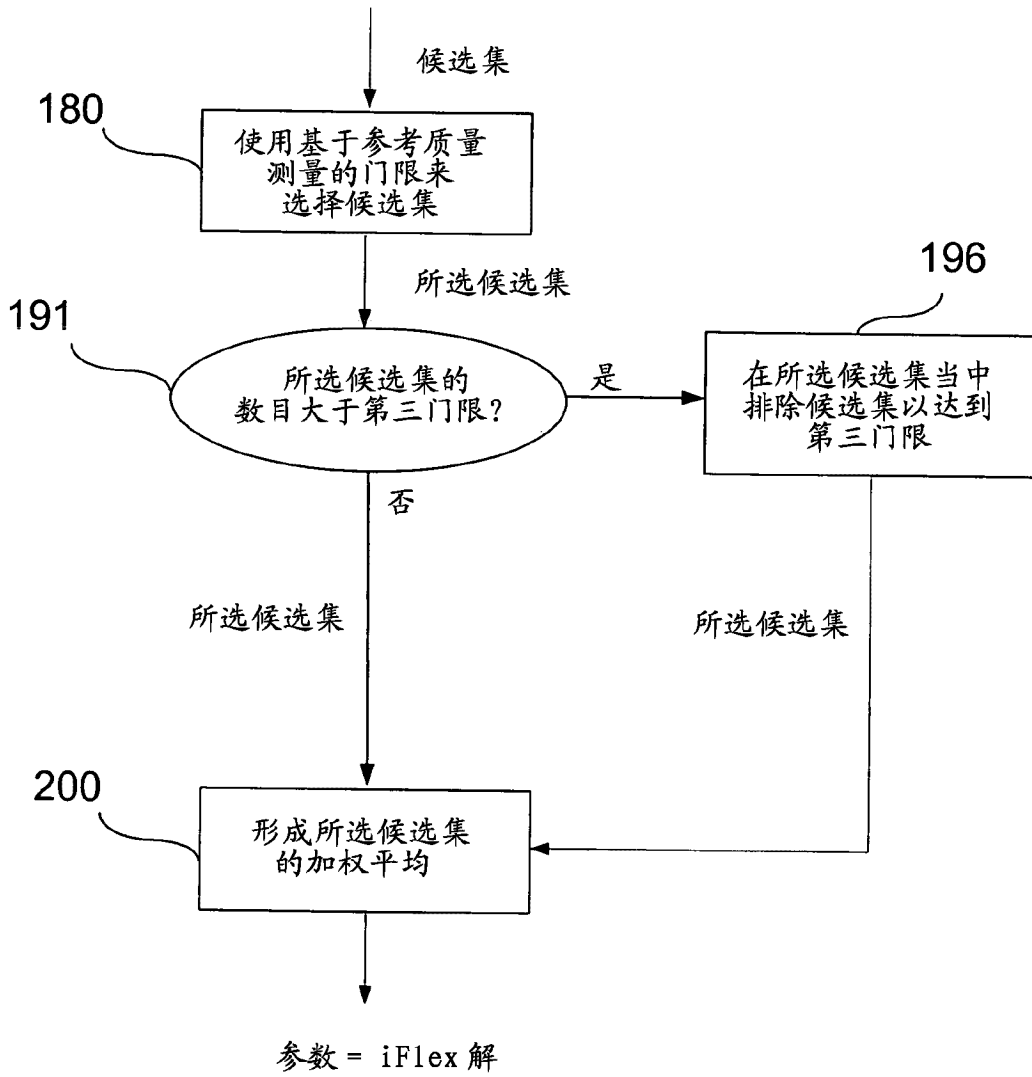 候选集
180
使用基于参考质量
测量的门限来
选择候选集
所选候选集
191
所选候选集的
数目大于第三门限?
是
196
在所选候选集当中
排除候选集以达到
第三门限
否
所选候选集
所选候选集
200
形成所选候选集
的加权平均
参数 = iFlex 解